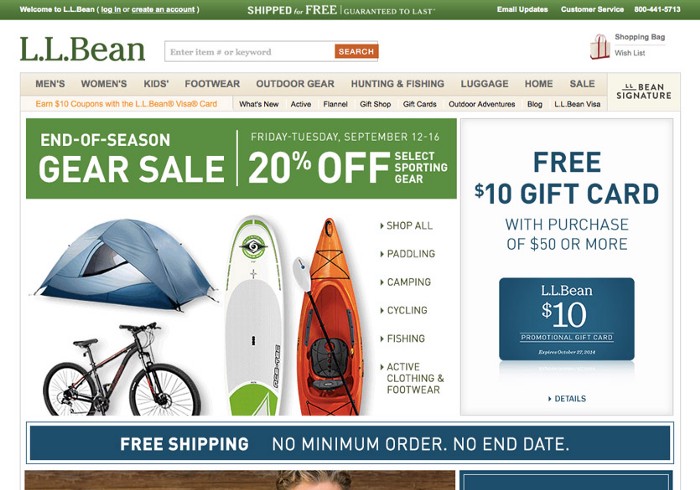 Welcome to L.L.Bean ( log in or create an account )
SHIPPED for FREE | GUARANTEED TO LAST™
Email Updates Customer Service 800-441-5713
L.L.Bean
Enter item # or keyword
SEARCH
Shopping Bag
Wish List
MEN'S WOMEN'S KIDS' FOOTWEAR OUTDOOR GEAR HUNTING & FISHING LUGGAGE HOME SALE
L.L.BEAN
SIGNATURE
Earn $10 Coupons with the L.L.Bean® Visa® Card
What's New Active Flannel Gift Shop Gift Cards Outdoor Adventures Blog L.L.Bean Visa
END-OF-SEASON
GEAR SALE
FRIDAY-TUESDAY, SEPTEMBER 12-16
20% OFF
SELECT
SPORTING
GEAR
SHOP ALL
PADDLING
CAMPING
CYCLING
FISHING
ACTIVE
CLOTHING &
FOOTWEAR
FREE
$10 GIFT CARD
WITH PURCHASE
OF $50 OR MORE
L.L.Bean
$10
PROMOTIONAL GIFT CARD
Expires October 27, 2014
DETAILS
FREE SHIPPING NO MINIMUM ORDER. NO END DATE.